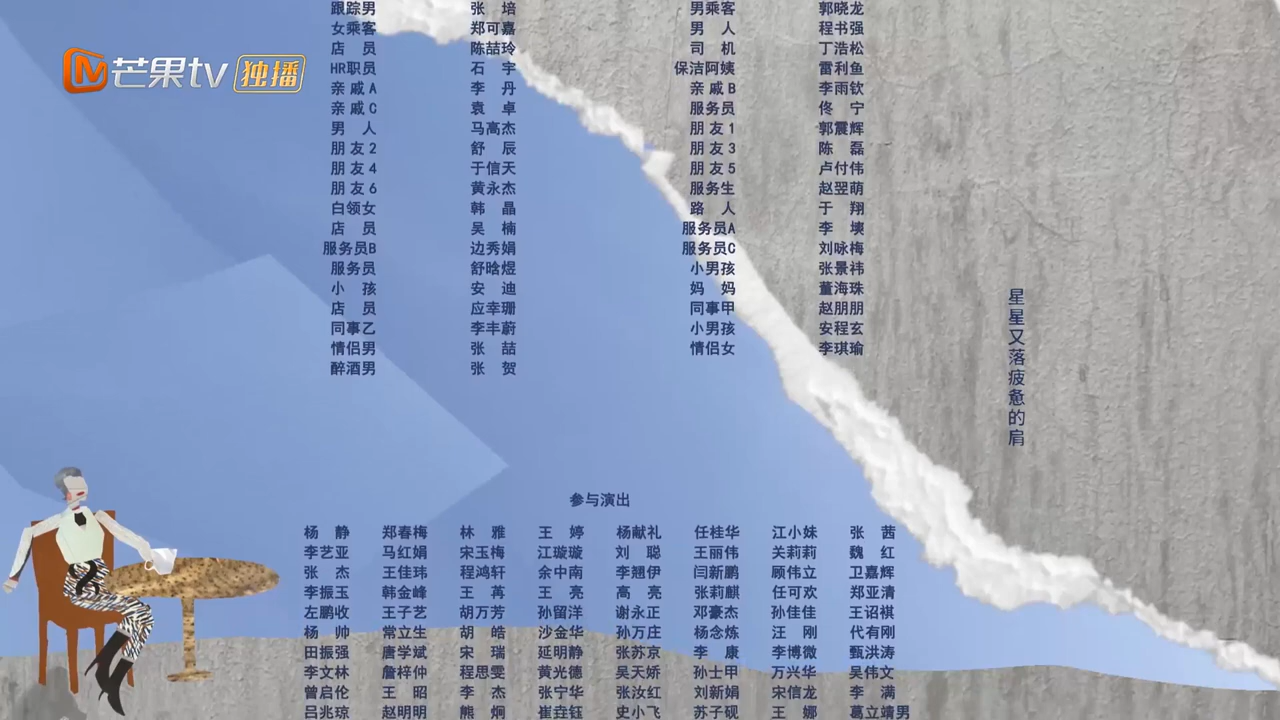 芒果tv 独播
跟踪男 张培 男乘客 郭晓龙
女乘客 郑可嘉 男人 程书强
店员 陈喆玲 司机 丁浩松
HR职员 石宇 保洁阿姨 雷利鱼
亲戚A 李丹 亲戚B 李雨钦
亲戚C 袁卓 服务员 佟宁
男人 马高杰 朋友1 郭震辉
朋友2 舒辰 朋友3 陈磊
朋友4 于信天 朋友5 卢付伟
朋友6 黄永杰 服务生 赵翌萌
白领女 韩晶 路人 于翔
店员 吴楠 服务员A 李堧
服务员B 边秀娟 服务员C 刘咏梅
服务员 舒晗煜 小男孩 张景祎
小孩 安迪 妈妈 董海珠
店员 应幸珊 同事甲 赵朋朋
同事乙 李丰蔚 小男孩 安程玄
情侣男 张喆 情侣女 李琪瑜
醉酒男 张贺
星星又落疲惫的肩
参与演出
杨静 郑春梅 林雅 王婷 杨献礼 任桂华 江小妹 张茜
李艺亚 马红娟 宋玉梅 江璇璇 刘聪 王丽伟 关莉莉 魏红
张杰 王佳玮 程鸿轩 余中南 李翘伊 闫新鹏 顾伟立 卫嘉辉
李振玉 韩金峰 王苒 王亮 高亮 张莉麒 任可欢 郑亚清
左鹏收 王子艺 胡万芳 孙留洋 谢永正 邓豪杰 孙佳佳 王诏祺
杨帅 常立生 胡皓 沙金华 孙万庄 杨念炼 汪刚 代有刚
田振强 唐学斌 宋瑞 延明静 张苏京 李康 李博微 甄洪涛
李文林 詹梓仲 程思雯 黄光德 吴天娇 孙士甲 万兴华 吴伟文
曾启伦 王昭 李杰 张宁华 张汝红 刘新娟 宋信龙 李满
吕兆琼 赵明明 熊炯 崔垚钰 史小飞 苏子砚 王娜 葛立靖男